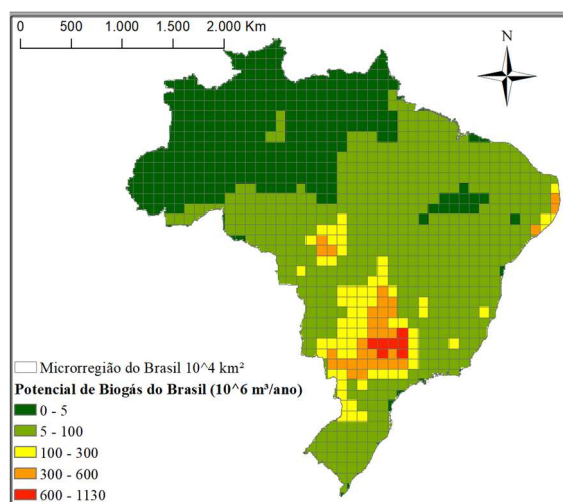 0 500 1.000 1.500 2.000 Km
N
Microrregião do Brasil 10^4 km²
Potencial de Biogás do Brasil (10^6 m³/ano)
0 - 5
5 - 100
100 - 300
300 - 600
600 - 1130